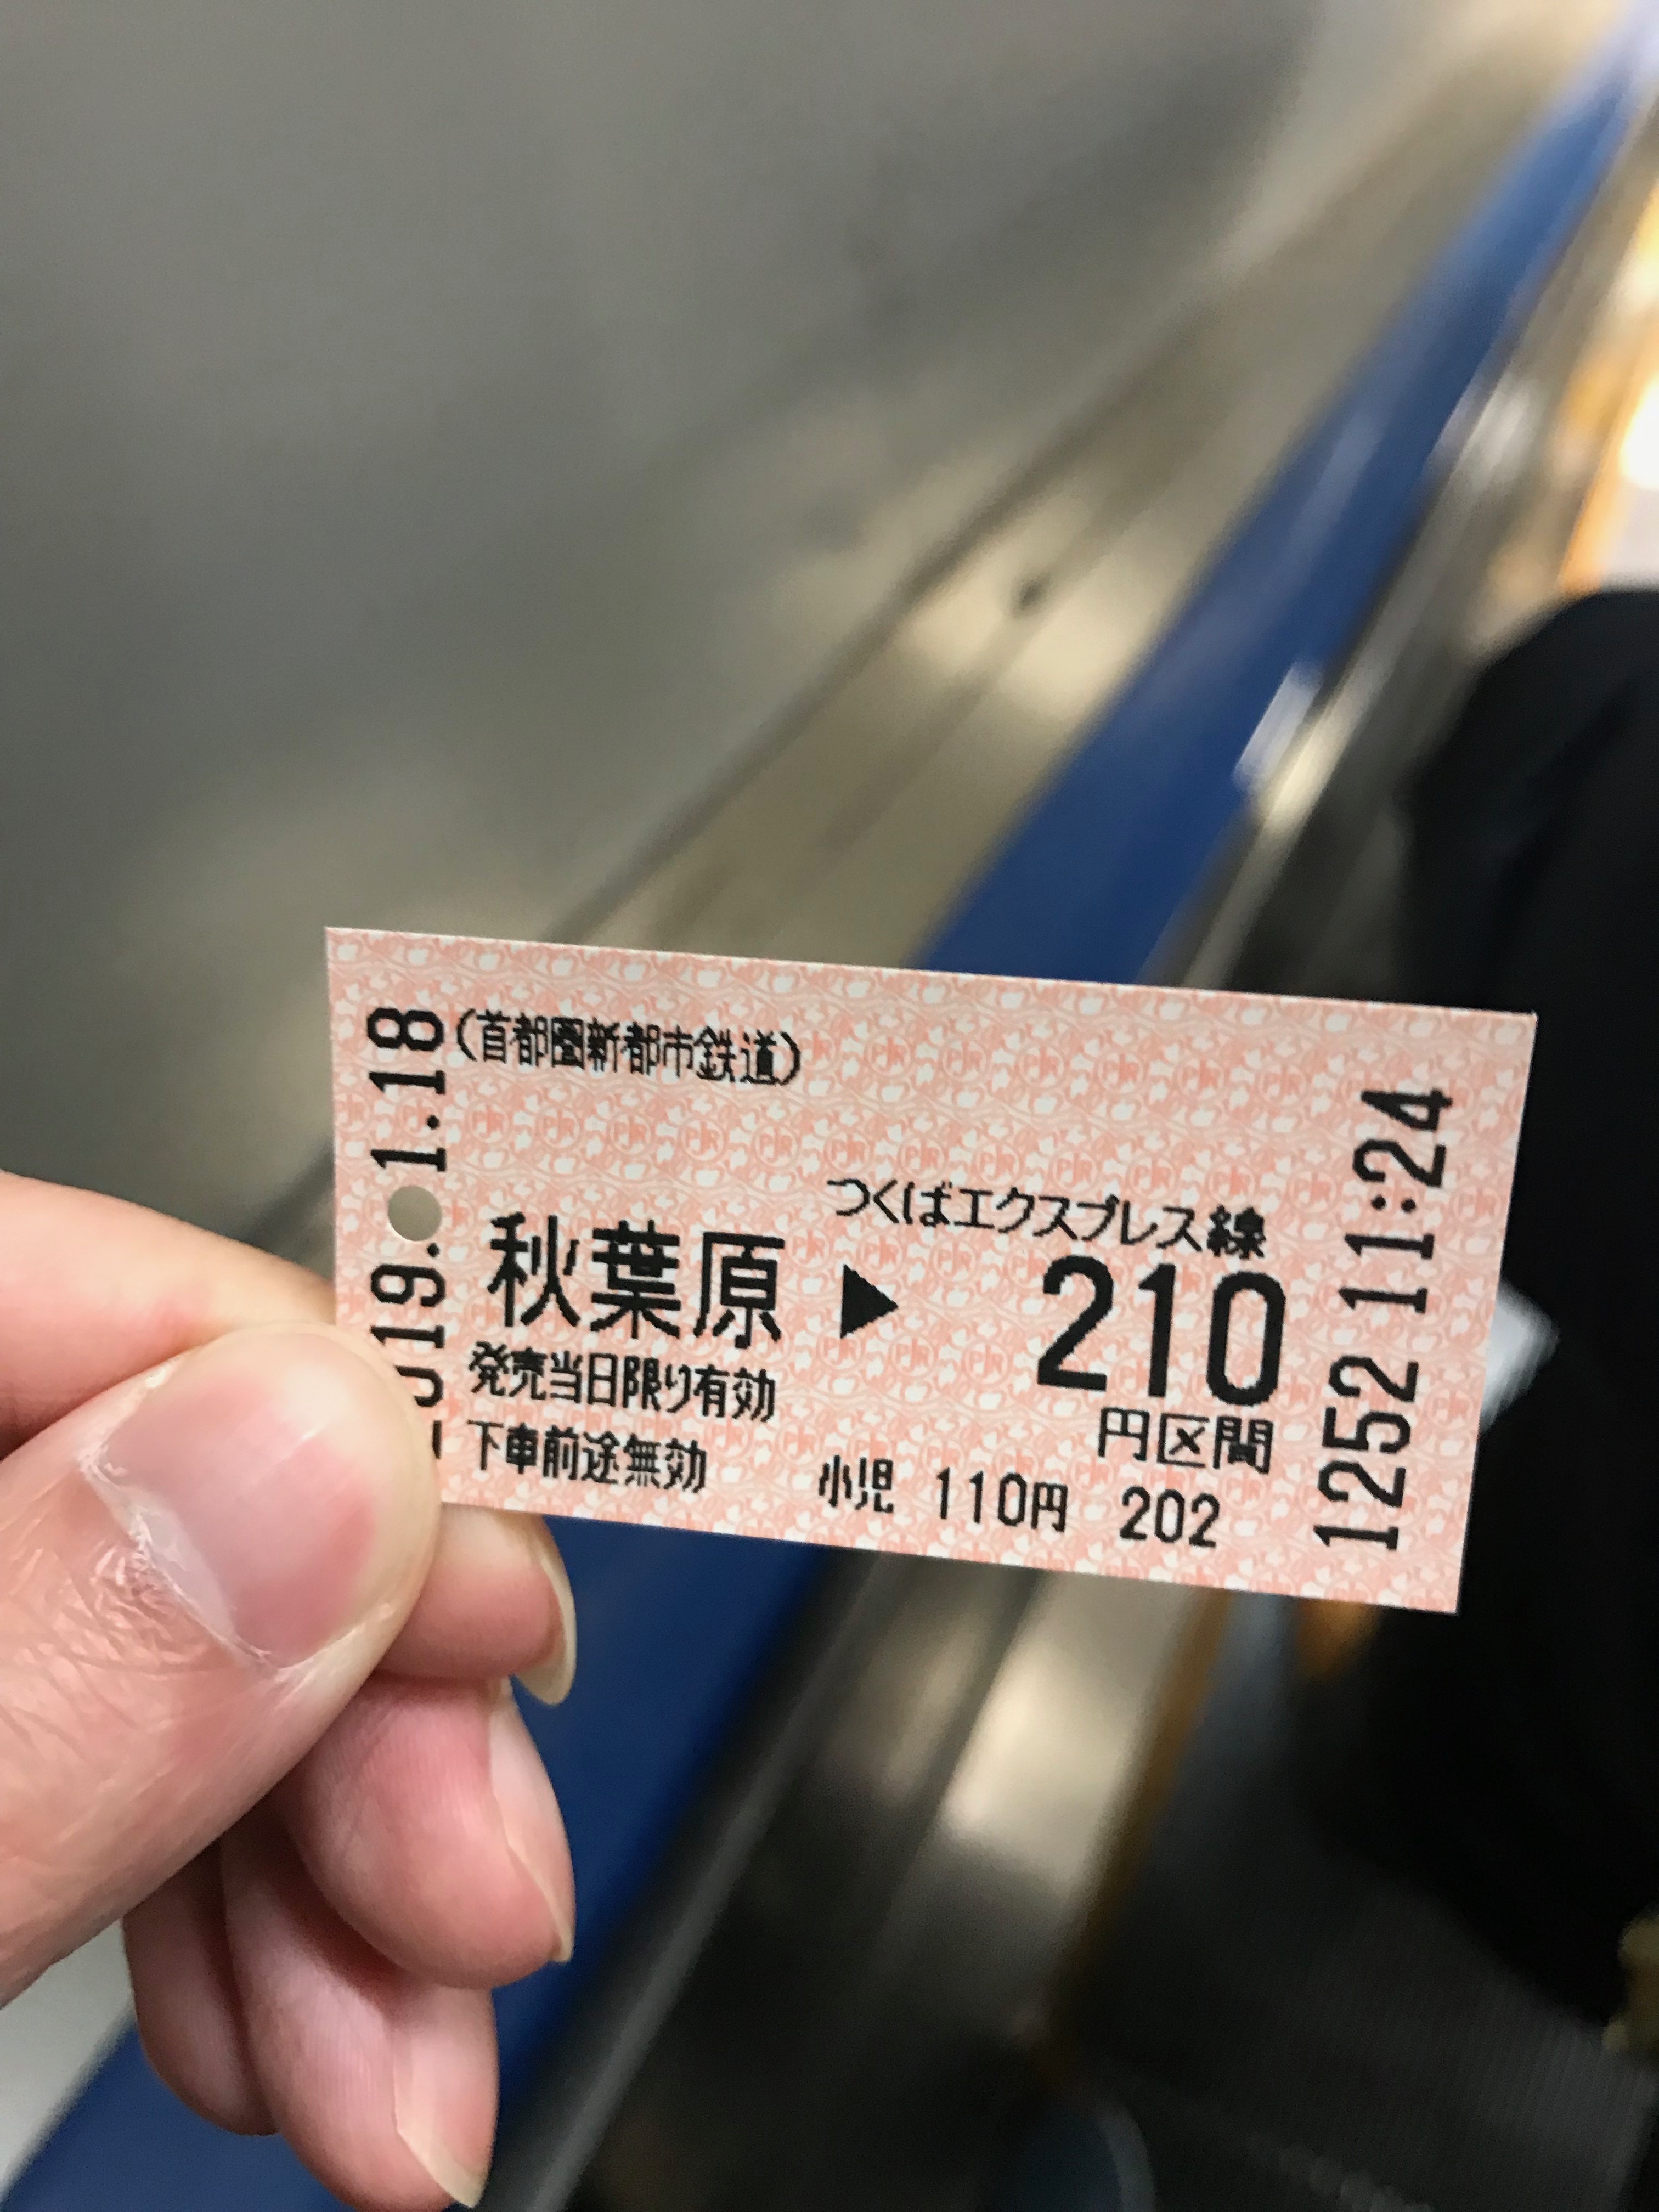 (首都圏新都市鉄道)
つくばエクスプレス線
秋葉原 ▶ 210
円区間
発売当日限り有効
下車前途無効
小児 110円 202
19. 1.18
1252 11:24